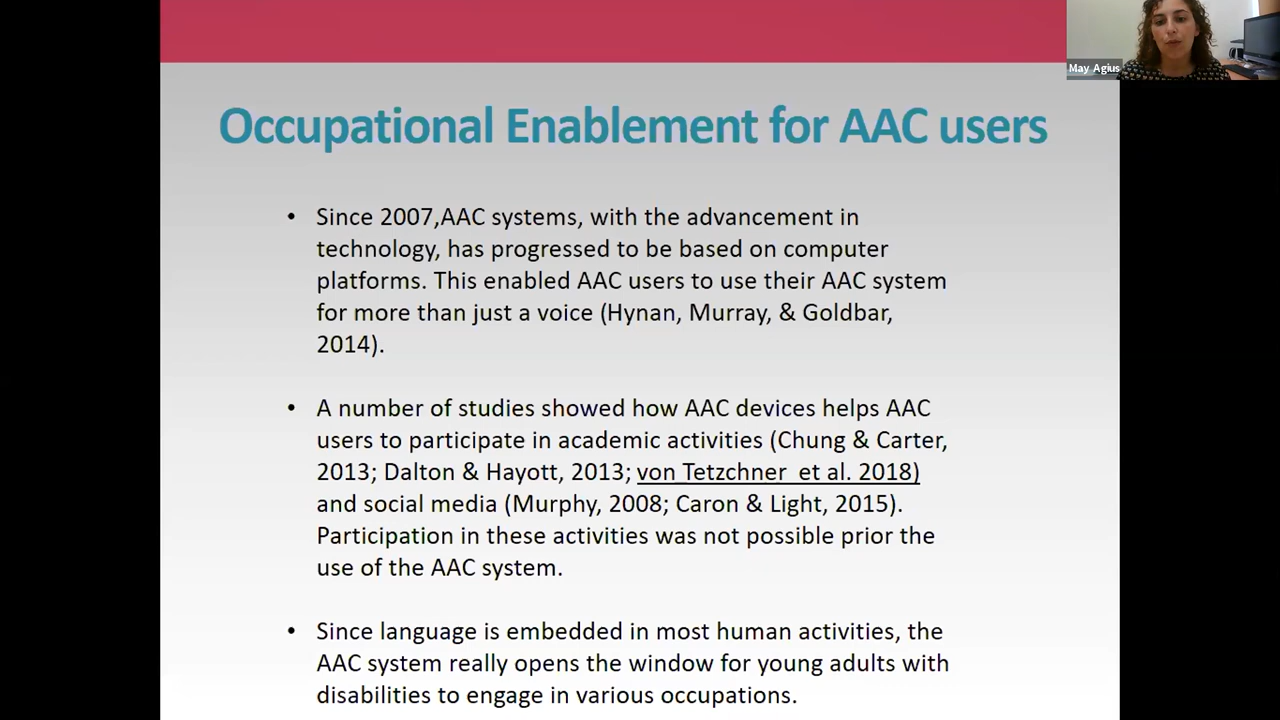 May Agius
Occupational Enablement for AAC users
• Since 2007,AAC systems, with the advancement in
technology, has progressed to be based on computer
platforms. This enabled AAC users to use their AAC system
for more than just a voice (Hynan, Murray, & Goldbar,
2014).
• A number of studies showed how AAC devices helps AAC
users to participate in academic activities (Chung & Carter,
2013; Dalton & Hayott, 2013; von Tetzchner et al. 2018)
and social media (Murphy, 2008; Caron & Light, 2015).
Participation in these activities was not possible prior the
use of the AAC system.
• Since language is embedded in most human activities, the
AAC system really opens the window for young adults with
disabilities to engage in various occupations.